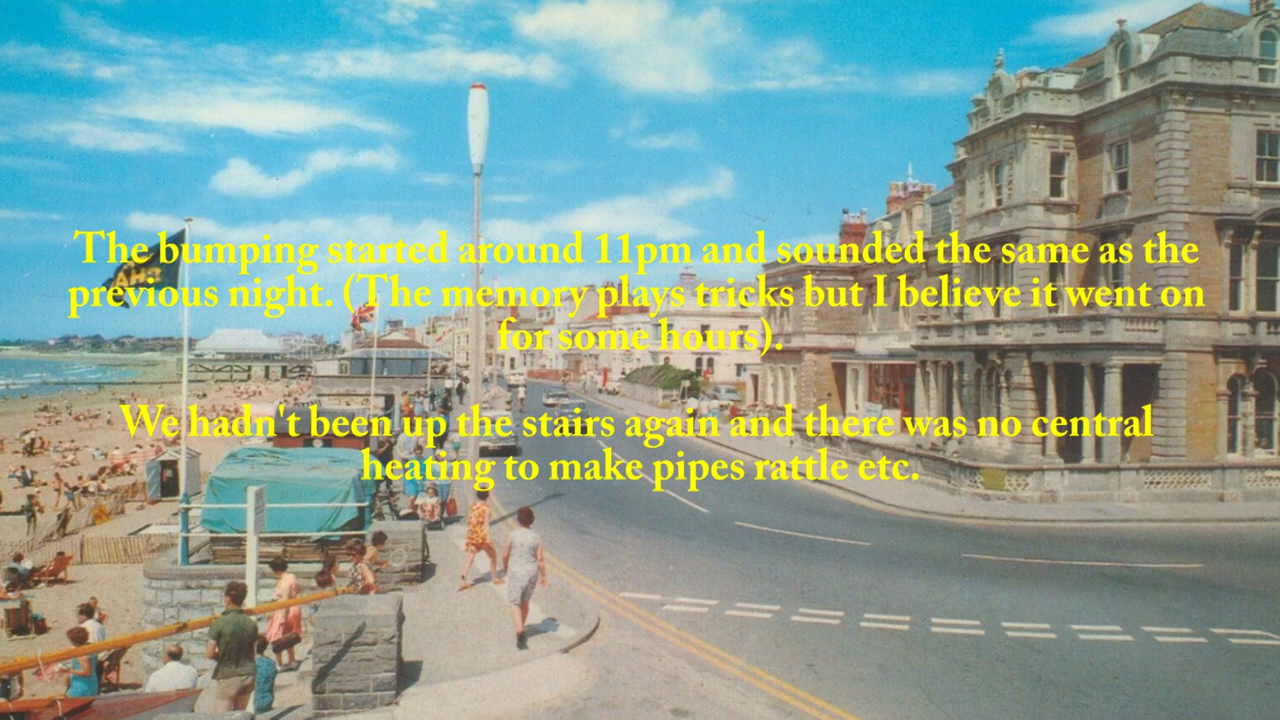 The bumping started around 11pm and sounded the same as the
previous night. (The memory plays tricks but I believe it went on
for some hours).
We hadn't been up the stairs again and there was no central
heating to make pipes rattle etc.